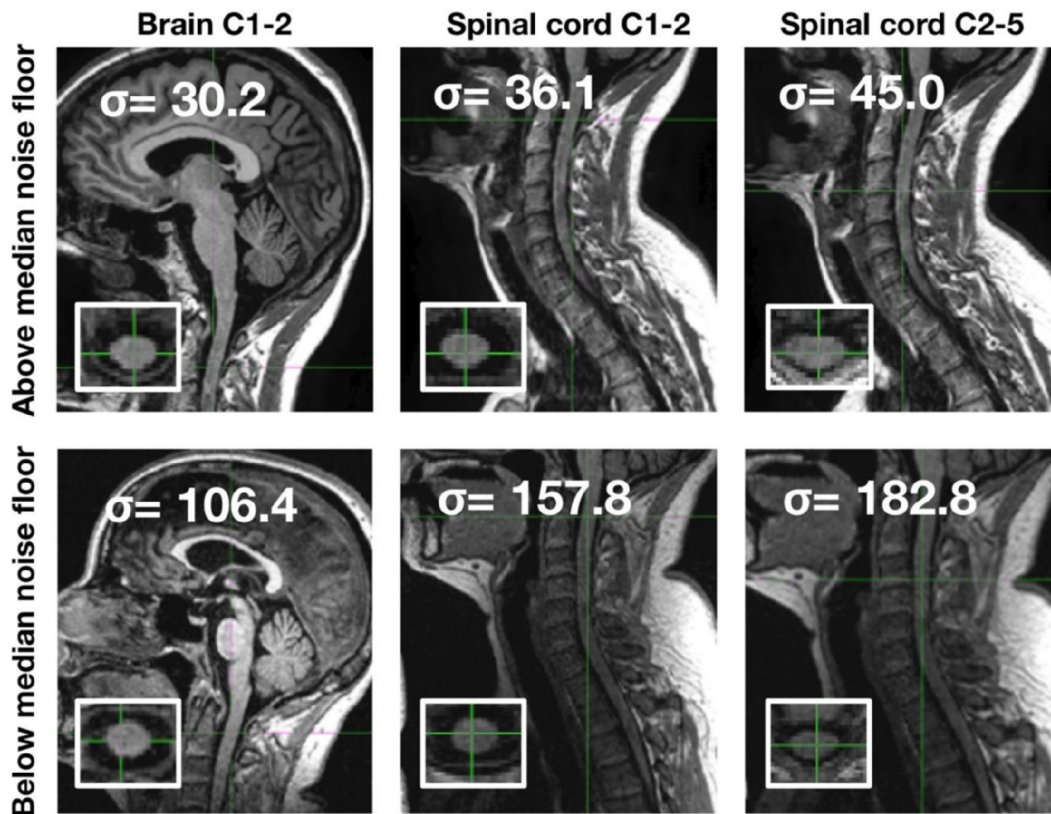 Brain C1-2
Spinal cord C1-2
Spinal cord C2-5
Above median noise floor
σ= 30.2
σ= 36.1
σ= 45.0
Below median noise floor
σ= 106.4
σ= 157.8
σ= 182.8